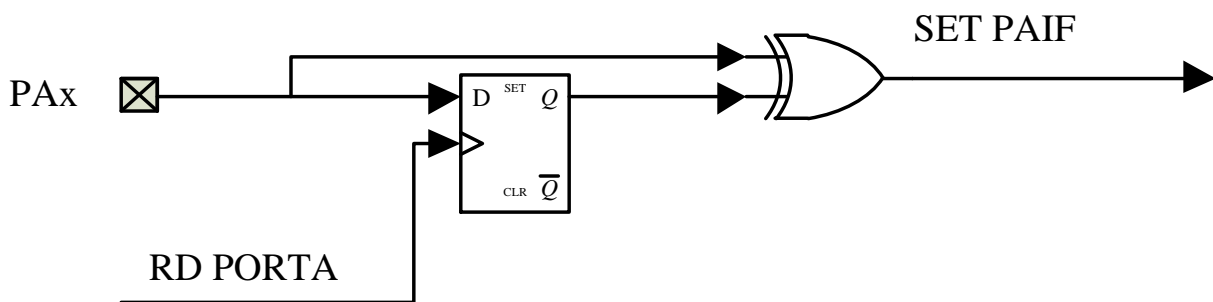 SET PAIF
PAx
D SET Q
CLR Q̅
RD PORTA